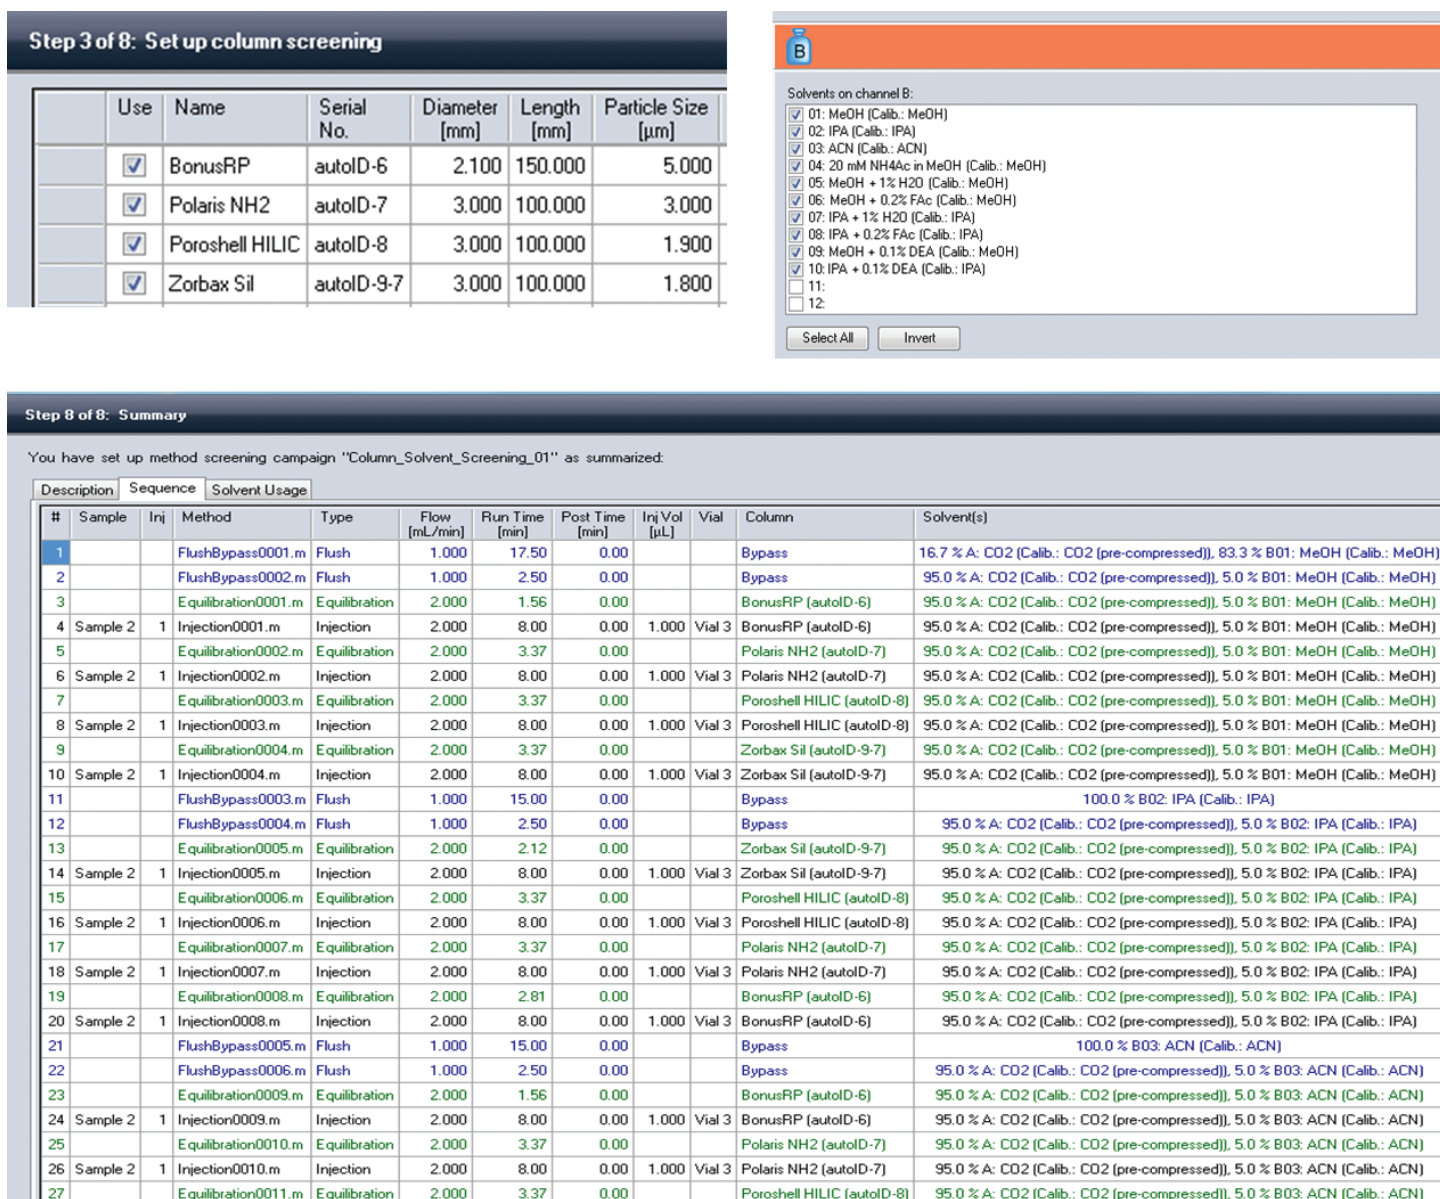 Step 3 of 8: Set up column screening
Use Name Serial No. Diameter [mm] Length [mm] Particle Size [µm]
BonusRP autoID-6 2.100 150.000 5.000
Polaris NH2 autoID-7 3.000 100.000 3.000
Poroshell HILIC autoID-8 3.000 100.000 1.900
Zorbax Sil autoID-9-7 3.000 100.000 1.800
B
Solvents on channel B:
01: MeOH (Calib.: MeOH)
02: IPA (Calib.: IPA)
03: ACN (Calib.: ACN)
04: 20 mM NH4Ac in MeOH (Calib.: MeOH)
05: MeOH + 1% H2O (Calib.: MeOH)
06: MeOH + 0.2% FAc (Calib.: MeOH)
07: IPA + 1% H2O (Calib.: IPA)
08: IPA + 0.2% FAc (Calib.: IPA)
09: MeOH + 0.1% DEA (Calib.: MeOH)
10: IPA + 0.1% DEA (Calib.: IPA)
11:
12:
Select All Invert
Step 8 of 8: Summary
You have set up method screening campaign "Column_Solvent_Screening_01" as summarized:
Description Sequence Solvent Usage
# Sample Inj Method Type Flow [mL/min] Run Time [min] Post Time [min] Inj Vol [µL] Vial Column Solvent(s)
1 FlushBypass0001.m Flush 1.000 17.50 0.00 Bypass 16.7 % A: CO2 (Calib.: CO2 (pre-compressed)), 83.3 % B01: MeOH (Calib.: MeOH)
2 FlushBypass0002.m Flush 1.000 2.50 0.00 Bypass 95.0 % A: CO2 (Calib.: CO2 (pre-compressed)), 5.0 % B01: MeOH (Calib.: MeOH)
3 Equilibration0001.m Equilibration 2.000 1.56 0.00 BonusRP (autoID-6) 95.0 % A: CO2 (Calib.: CO2 (pre-compressed)), 5.0 % B01: MeOH (Calib.: MeOH)
4 Sample 2 1 Injection0001.m Injection 2.000 8.00 0.00 1.000 Vial 3 BonusRP (autoID-6) 95.0 % A: CO2 (Calib.: CO2 (pre-compressed)), 5.0 % B01: MeOH (Calib.: MeOH)
5 Equilibration0002.m Equilibration 2.000 3.37 0.00 Polaris NH2 (autoID-7) 95.0 % A: CO2 (Calib.: CO2 (pre-compressed)), 5.0 % B01: MeOH (Calib.: MeOH)
6 Sample 2 1 Injection0002.m Injection 2.000 8.00 0.00 1.000 Vial 3 Polaris NH2 (autoID-7) 95.0 % A: CO2 (Calib.: CO2 (pre-compressed)), 5.0 % B01: MeOH (Calib.: MeOH)
7 Equilibration0003.m Equilibration 2.000 3.37 0.00 Poroshell HILIC (autoID-8) 95.0 % A: CO2 (Calib.: CO2 (pre-compressed)), 5.0 % B01: MeOH (Calib.: MeOH)
8 Sample 2 1 Injection0003.m Injection 2.000 8.00 0.00 1.000 Vial 3 Poroshell HILIC (autoID-8) 95.0 % A: CO2 (Calib.: CO2 (pre-compressed)), 5.0 % B01: MeOH (Calib.: MeOH)
9 Equilibration0004.m Equilibration 2.000 3.37 0.00 Zorbax Sil (autoID-9-7) 95.0 % A: CO2 (Calib.: CO2 (pre-compressed)), 5.0 % B01: MeOH (Calib.: MeOH)
10 Sample 2 1 Injection0004.m Injection 2.000 8.00 0.00 1.000 Vial 3 Zorbax Sil (autoID-9-7) 95.0 % A: CO2 (Calib.: CO2 (pre-compressed)), 5.0 % B01: MeOH (Calib.: MeOH)
11 FlushBypass0003.m Flush 1.000 15.00 0.00 Bypass 100.0 % B02: IPA (Calib.: IPA)
12 FlushBypass0004.m Flush 1.000 2.50 0.00 Bypass 95.0 % A: CO2 (Calib.: CO2 (pre-compressed)), 5.0 % B02: IPA (Calib.: IPA)
13 Equilibration0005.m Equilibration 2.000 2.12 0.00 Zorbax Sil (autoID-9-7) 95.0 % A: CO2 (Calib.: CO2 (pre-compressed)), 5.0 % B02: IPA (Calib.: IPA)
14 Sample 2 1 Injection0005.m Injection 2.000 8.00 0.00 1.000 Vial 3 Zorbax Sil (autoID-9-7) 95.0 % A: CO2 (Calib.: CO2 (pre-compressed)), 5.0 % B02: IPA (Calib.: IPA)
15 Equilibration0006.m Equilibration 2.000 3.37 0.00 Poroshell HILIC (autoID-8) 95.0 % A: CO2 (Calib.: CO2 (pre-compressed)), 5.0 % B02: IPA (Calib.: IPA)
16 Sample 2 1 Injection0006.m Injection 2.000 8.00 0.00 1.000 Vial 3 Poroshell HILIC (autoID-8) 95.0 % A: CO2 (Calib.: CO2 (pre-compressed)), 5.0 % B02: IPA (Calib.: IPA)
17 Equilibration0007.m Equilibration 2.000 3.37 0.00 Polaris NH2 (autoID-7) 95.0 % A: CO2 (Calib.: CO2 (pre-compressed)), 5.0 % B02: IPA (Calib.: IPA)
18 Sample 2 1 Injection0007.m Injection 2.000 8.00 0.00 1.000 Vial 3 Polaris NH2 (autoID-7) 95.0 % A: CO2 (Calib.: CO2 (pre-compressed)), 5.0 % B02: IPA (Calib.: IPA)
19 Equilibration0008.m Equilibration 2.000 2.81 0.00 BonusRP (autoID-6) 95.0 % A: CO2 (Calib.: CO2 (pre-compressed)), 5.0 % B02: IPA (Calib.: IPA)
20 Sample 2 1 Injection0008.m Injection 2.000 8.00 0.00 1.000 Vial 3 BonusRP (autoID-6) 95.0 % A: CO2 (Calib.: CO2 (pre-compressed)), 5.0 % B02: IPA (Calib.: IPA)
21 FlushBypass0005.m Flush 1.000 15.00 0.00 Bypass 100.0 % B03: ACN (Calib.: ACN)
22 FlushBypass0006.m Flush 1.000 2.50 0.00 Bypass 95.0 % A: CO2 (Calib.: CO2 (pre-compressed)), 5.0 % B03: ACN (Calib.: ACN)
23 Equilibration0009.m Equilibration 2.000 1.56 0.00 BonusRP (autoID-6) 95.0 % A: CO2 (Calib.: CO2 (pre-compressed)), 5.0 % B03: ACN (Calib.: ACN)
24 Sample 2 1 Injection0009.m Injection 2.000 8.00 0.00 1.000 Vial 3 BonusRP (autoID-6) 95.0 % A: CO2 (Calib.: CO2 (pre-compressed)), 5.0 % B03: ACN (Calib.: ACN)
25 Equilibration0010.m Equilibration 2.000 3.37 0.00 Polaris NH2 (autoID-7) 95.0 % A: CO2 (Calib.: CO2 (pre-compressed)), 5.0 % B03: ACN (Calib.: ACN)
26 Sample 2 1 Injection0010.m Injection 2.000 8.00 0.00 1.000 Vial 3 Polaris NH2 (autoID-7) 95.0 % A: CO2 (Calib.: CO2 (pre-compressed)), 5.0 % B03: ACN (Calib.: ACN)
27 Equilibration0011.m Equilibration 2.000 3.37 0.00 Poroshell HILIC (autoID-8) 95.0 % A: CO2 (Calib.: CO2 (pre-compressed)), 5.0 % B03: ACN (Calib.: ACN)